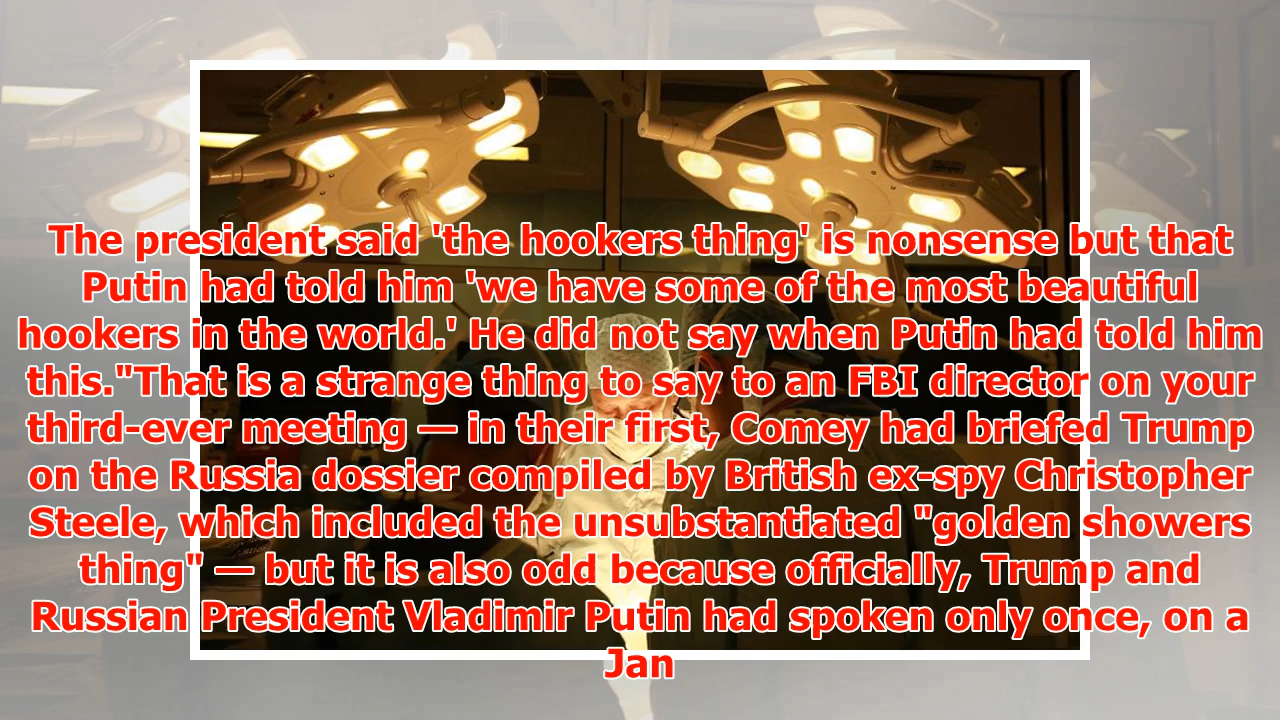 The president said 'the hookers thing' is nonsense but that
Putin had told him 'we have some of the most beautiful
hookers in the world.' He did not say when Putin had told him
this."That is a strange thing to say to an FBI director on your
third-ever meeting — in their first, Comey had briefed Trump
on the Russia dossier compiled by British ex-spy Christopher
Steele, which included the unsubstantiated "golden showers
thing" — but it is also odd because officially, Trump and
Russian President Vladimir Putin had spoken only once, on a
Jan